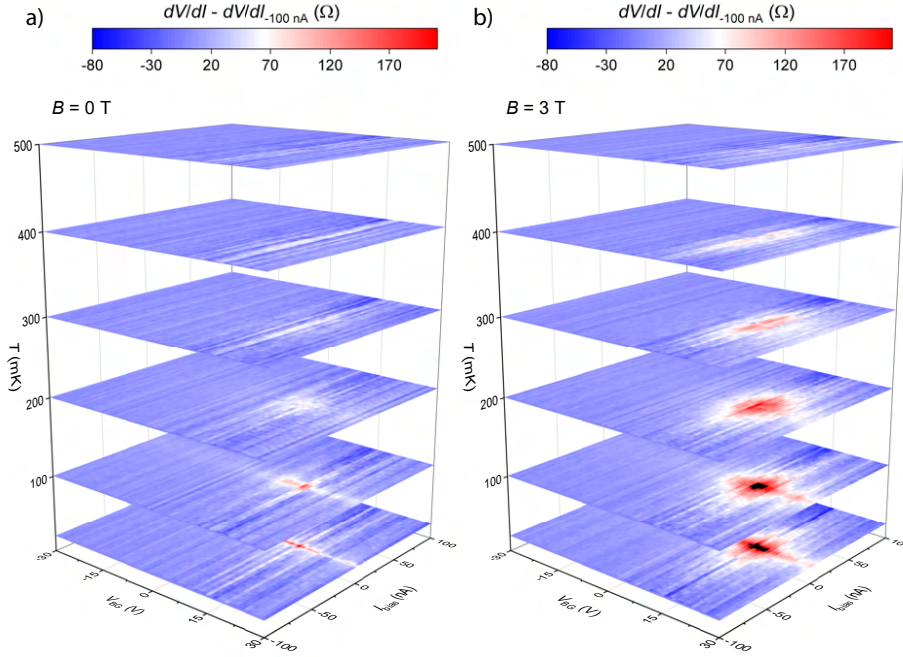 a)
dV/dI - dV/dI-100 nA (Ω)
-80 -30 20 70 120 170
B = 0 T
500
400
300
200
100
T (mK)
-30
-15
0
15
30
VBG (V)
-100
-50
0
50
100
Ibias (nA)
b)
dV/dI - dV/dI-100 nA (Ω)
-80 -30 20 70 120 170
B = 3 T
500
400
300
200
100
T (mK)
-30
-15
0
15
30
VBG (V)
-100
-50
0
50
100
Ibias (nA)